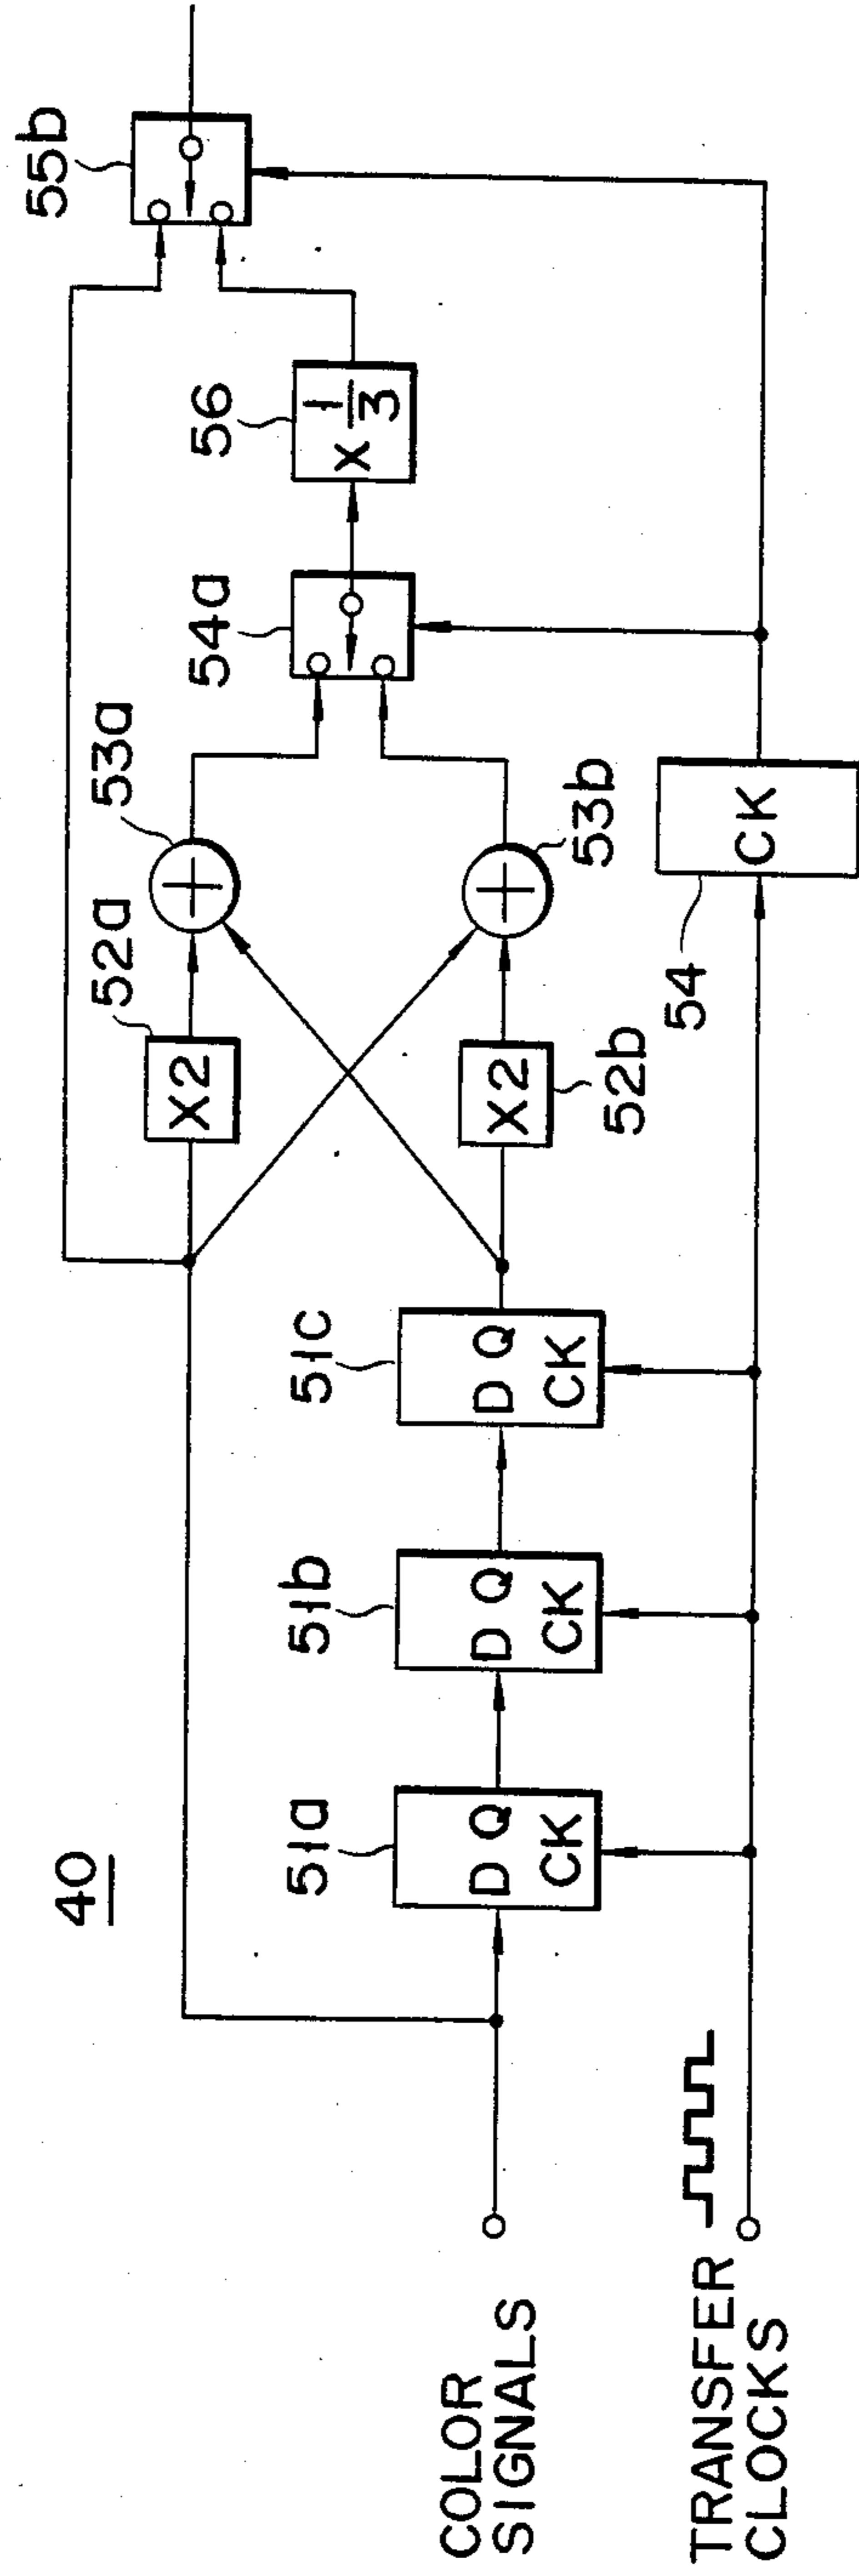 40
COLOR
SIGNALS
TRANSFER
CLOCKS
51a
D Q
CK
51b
D Q
CK
51c
D Q
CK
52a
X2
52b
X2
53a
+
53b
+
54
CK
54a
56
X 1/3
55b